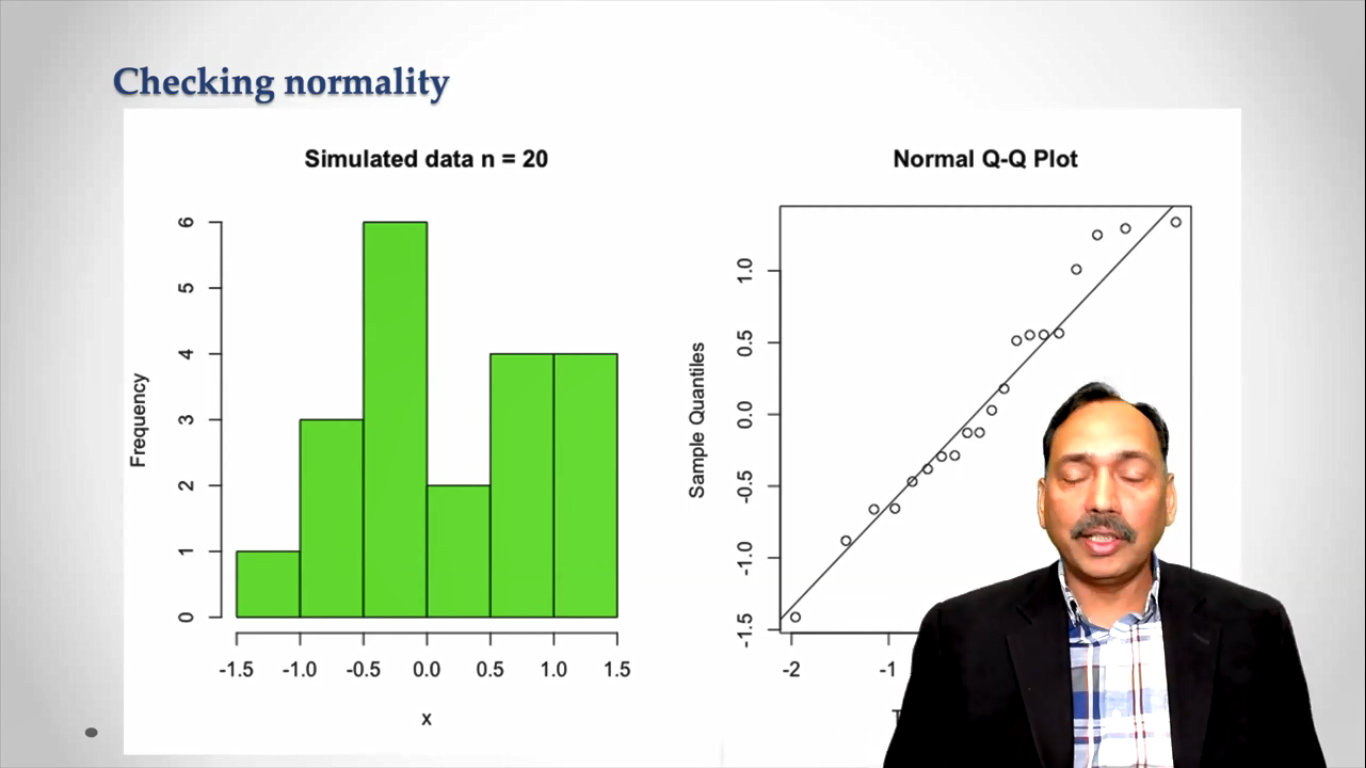 Checking normality
Simulated data n = 20
Frequency
6
5
4
3
2
1
0
-1.5 -1.0 -0.5 0.0 0.5 1.0 1.5
x
Normal Q-Q Plot
Sample Quantiles
1.0
0.5
0.0
-0.5
-1.0
-1.5
-2 -1